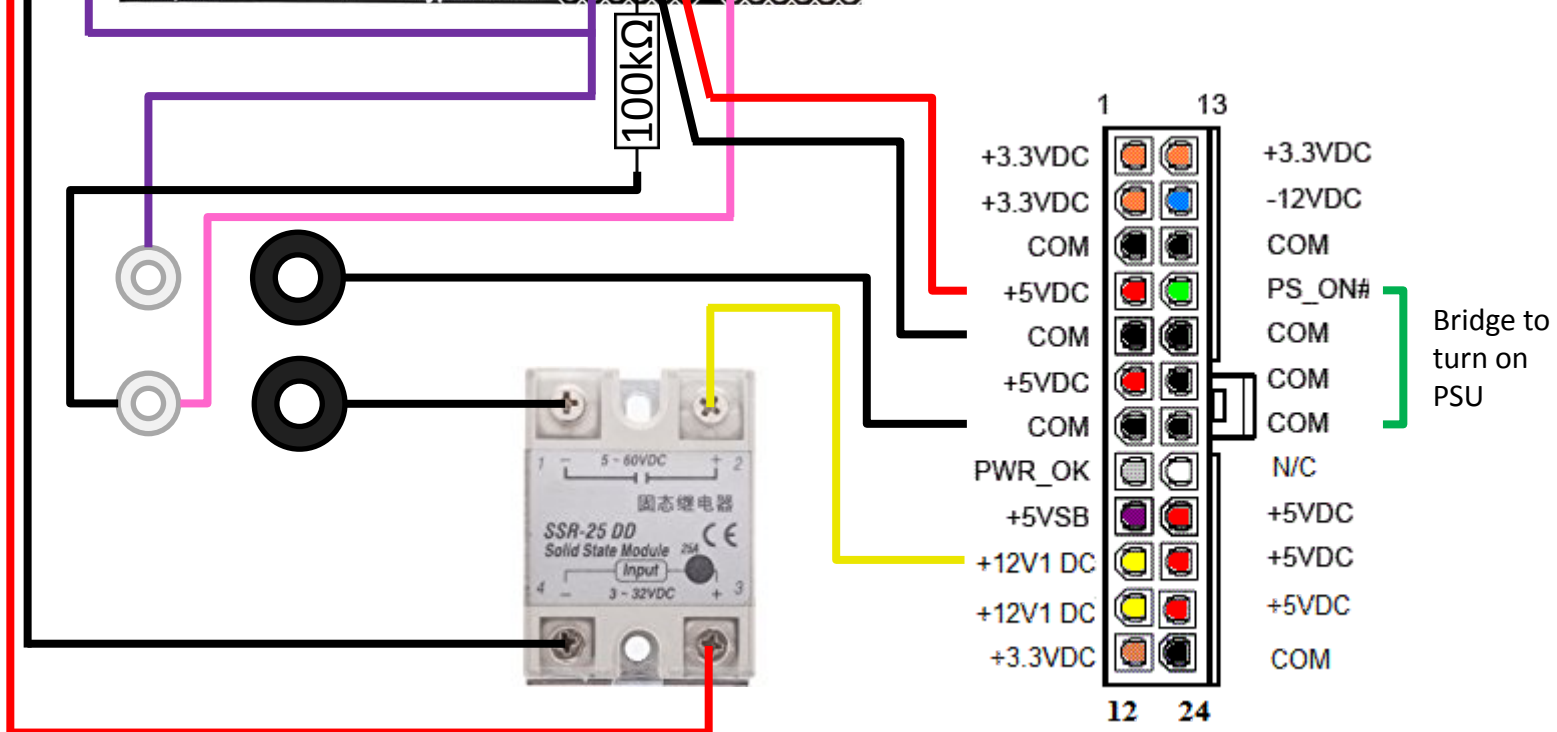 100kΩ
1 13
+3.3VDC +3.3VDC
+3.3VDC -12VDC
COM COM
+5VDC PS_ON#
COM COM
+5VDC COM
COM COM
PWR_OK N/C
+5VSB +5VDC
+12V1 DC +5VDC
+12V1 DC +5VDC
+3.3VDC COM
12 24
Bridge to
turn on
PSU
1 - 5-60VDC + 2
固态继电器
SSR-25 DD CE
Solid State Module 25A
Input
4 - 3-32VDC + 3